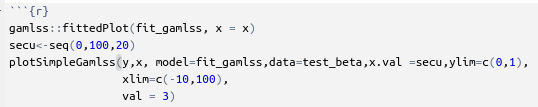 ```{r}
gamlss::fittedPlot(fit_gamlss, x = x)
secu<-seq(0,100,20)
plotSimpleGamlss(y,x, model=fit_gamlss,data=test_beta,x.val =secu,ylim=c(0,1),
xlim=c(-10,100),
val = 3)